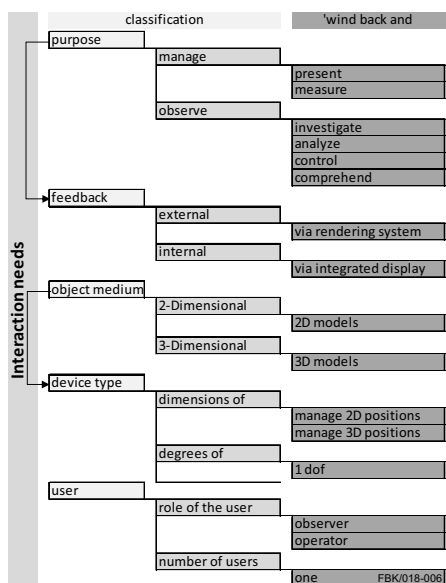 classification 'wind back and
purpose
manage
present
measure
observe
investigate
analyze
control
comprehend
feedback
external
via rendering system
internal
via integrated display
object medium
2-Dimensional
2D models
3-Dimensional
3D models
device type
dimensions of
manage 2D positions
manage 3D positions
degrees of
1 dof
user
role of the user
observer
operator
number of users
one FBK/018-006
Interaction needs